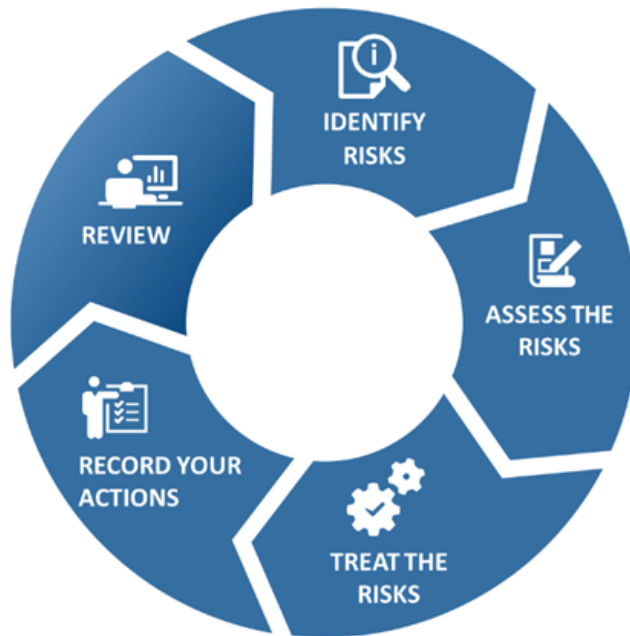 IDENTIFY
RISKS
ASSESS THE
RISKS
TREAT THE
RISKS
RECORD YOUR
ACTIONS
REVIEW